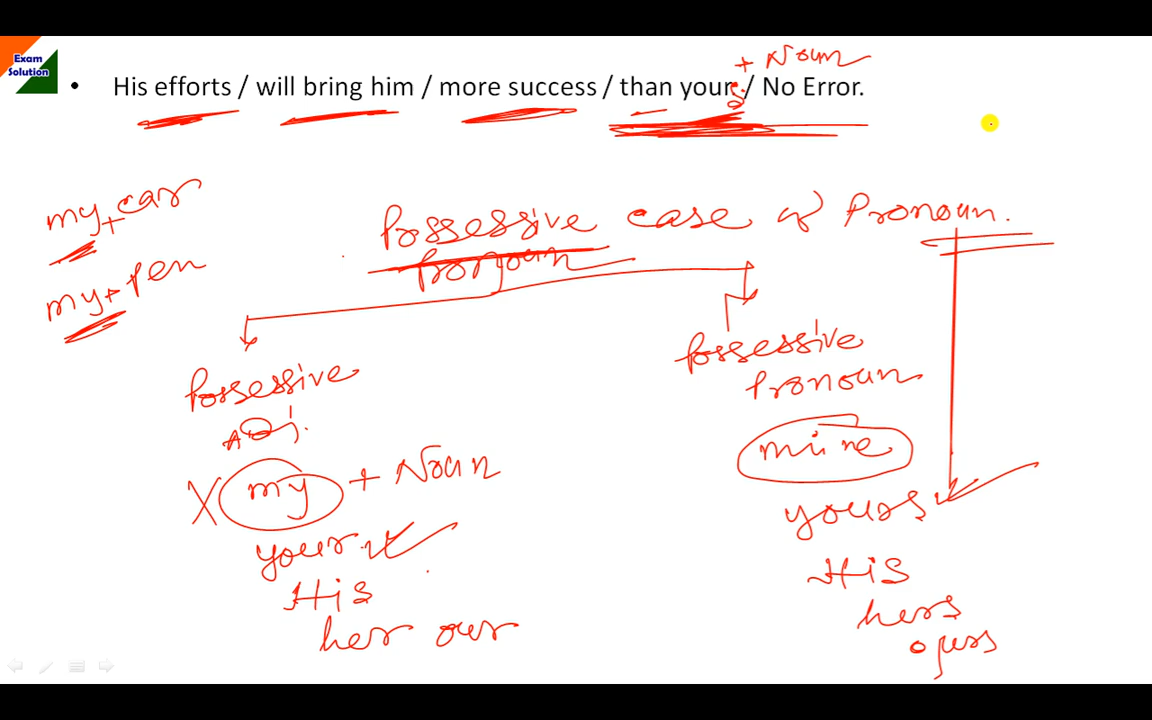 Exam
Solution
+ Noun
• His efforts / will bring him / more success / than your s / No Error.
my + car
my + pen
Possessive case of Pronoun.
Pronoun
Possessive
Adj.
X my + Noun
your
His
her our
Possessive
Pronoun
mine
yours
His
hers
ours